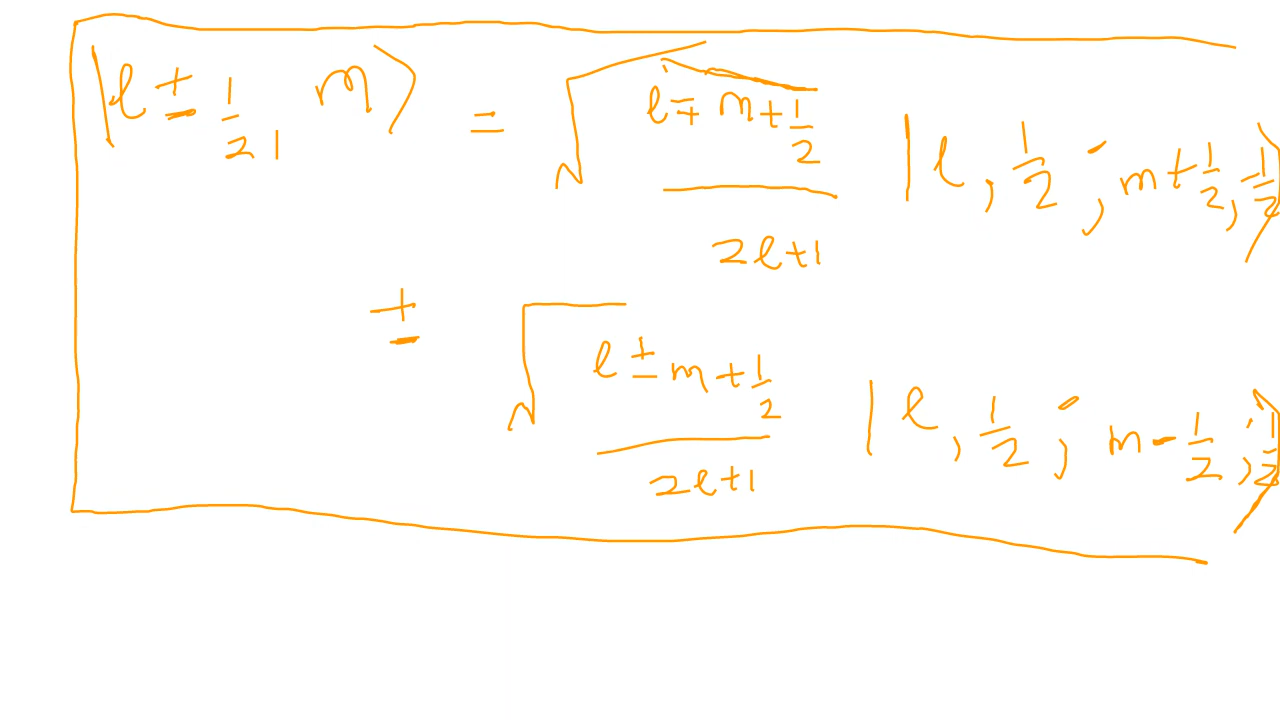 |ℓ ± 1/2, m⟩ = √((ℓ ∓ m + 1/2)/(2ℓ+1)) |ℓ, 1/2; m + 1/2, -1/2⟩
± √((ℓ ± m + 1/2)/(2ℓ+1)) |ℓ, 1/2; m - 1/2, 1/2⟩